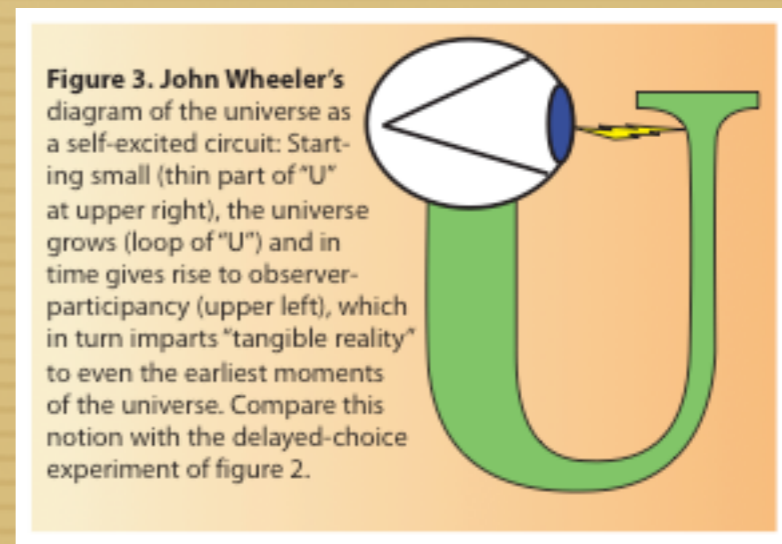 Figure 3. John Wheeler's
diagram of the universe as
a self-excited circuit: Start-
ing small (thin part of "U"
at upper right), the universe
grows (loop of "U") and in
time gives rise to observer-
participancy (upper left), which
in turn imparts "tangible reality"
to even the earliest moments
of the universe. Compare this
notion with the delayed-choice
experiment of figure 2.